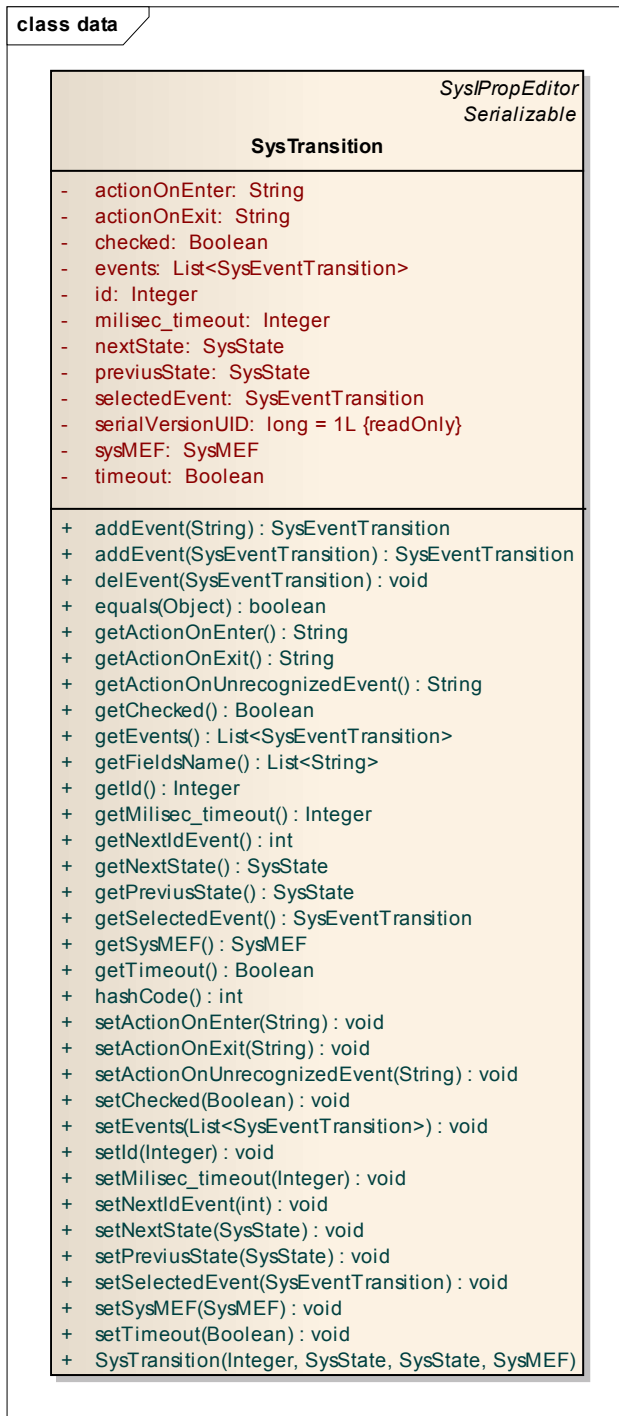 class data
SysIPropEditor
Serializable
SysTransition
- actionOnEnter: String
- actionOnExit: String
- checked: Boolean
- events: List<SysEventTransition>
- id: Integer
- milisec_timeout: Integer
- nextState: SysState
- previusState: SysState
- selectedEvent: SysEventTransition
- serialVersionUID: long = 1L {readOnly}
- sysMEF: SysMEF
- timeout: Boolean
+ addEvent(String) : SysEventTransition
+ addEvent(SysEventTransition) : SysEventTransition
+ delEvent(SysEventTransition) : void
+ equals(Object) : boolean
+ getActionOnEnter() : String
+ getActionOnExit() : String
+ getActionOnUnrecognizedEvent() : String
+ getChecked() : Boolean
+ getEvents() : List<SysEventTransition>
+ getFieldsName() : List<String>
+ getId() : Integer
+ getMilisec_timeout() : Integer
+ getNextIdEvent() : int
+ getNextState() : SysState
+ getPreviusState() : SysState
+ getSelectedEvent() : SysEventTransition
+ getSysMEF() : SysMEF
+ getTimeout() : Boolean
+ hashCode() : int
+ setActionOnEnter(String) : void
+ setActionOnExit(String) : void
+ setActionOnUnrecognizedEvent(String) : void
+ setChecked(Boolean) : void
+ setEvents(List<SysEventTransition>) : void
+ setId(Integer) : void
+ setMilisec_timeout(Integer) : void
+ setNextIdEvent(int) : void
+ setNextState(SysState) : void
+ setPreviusState(SysState) : void
+ setSelectedEvent(SysEventTransition) : void
+ setSysMEF(SysMEF) : void
+ setTimeout(Boolean) : void
+ SysTransition(Integer, SysState, SysState, SysMEF)